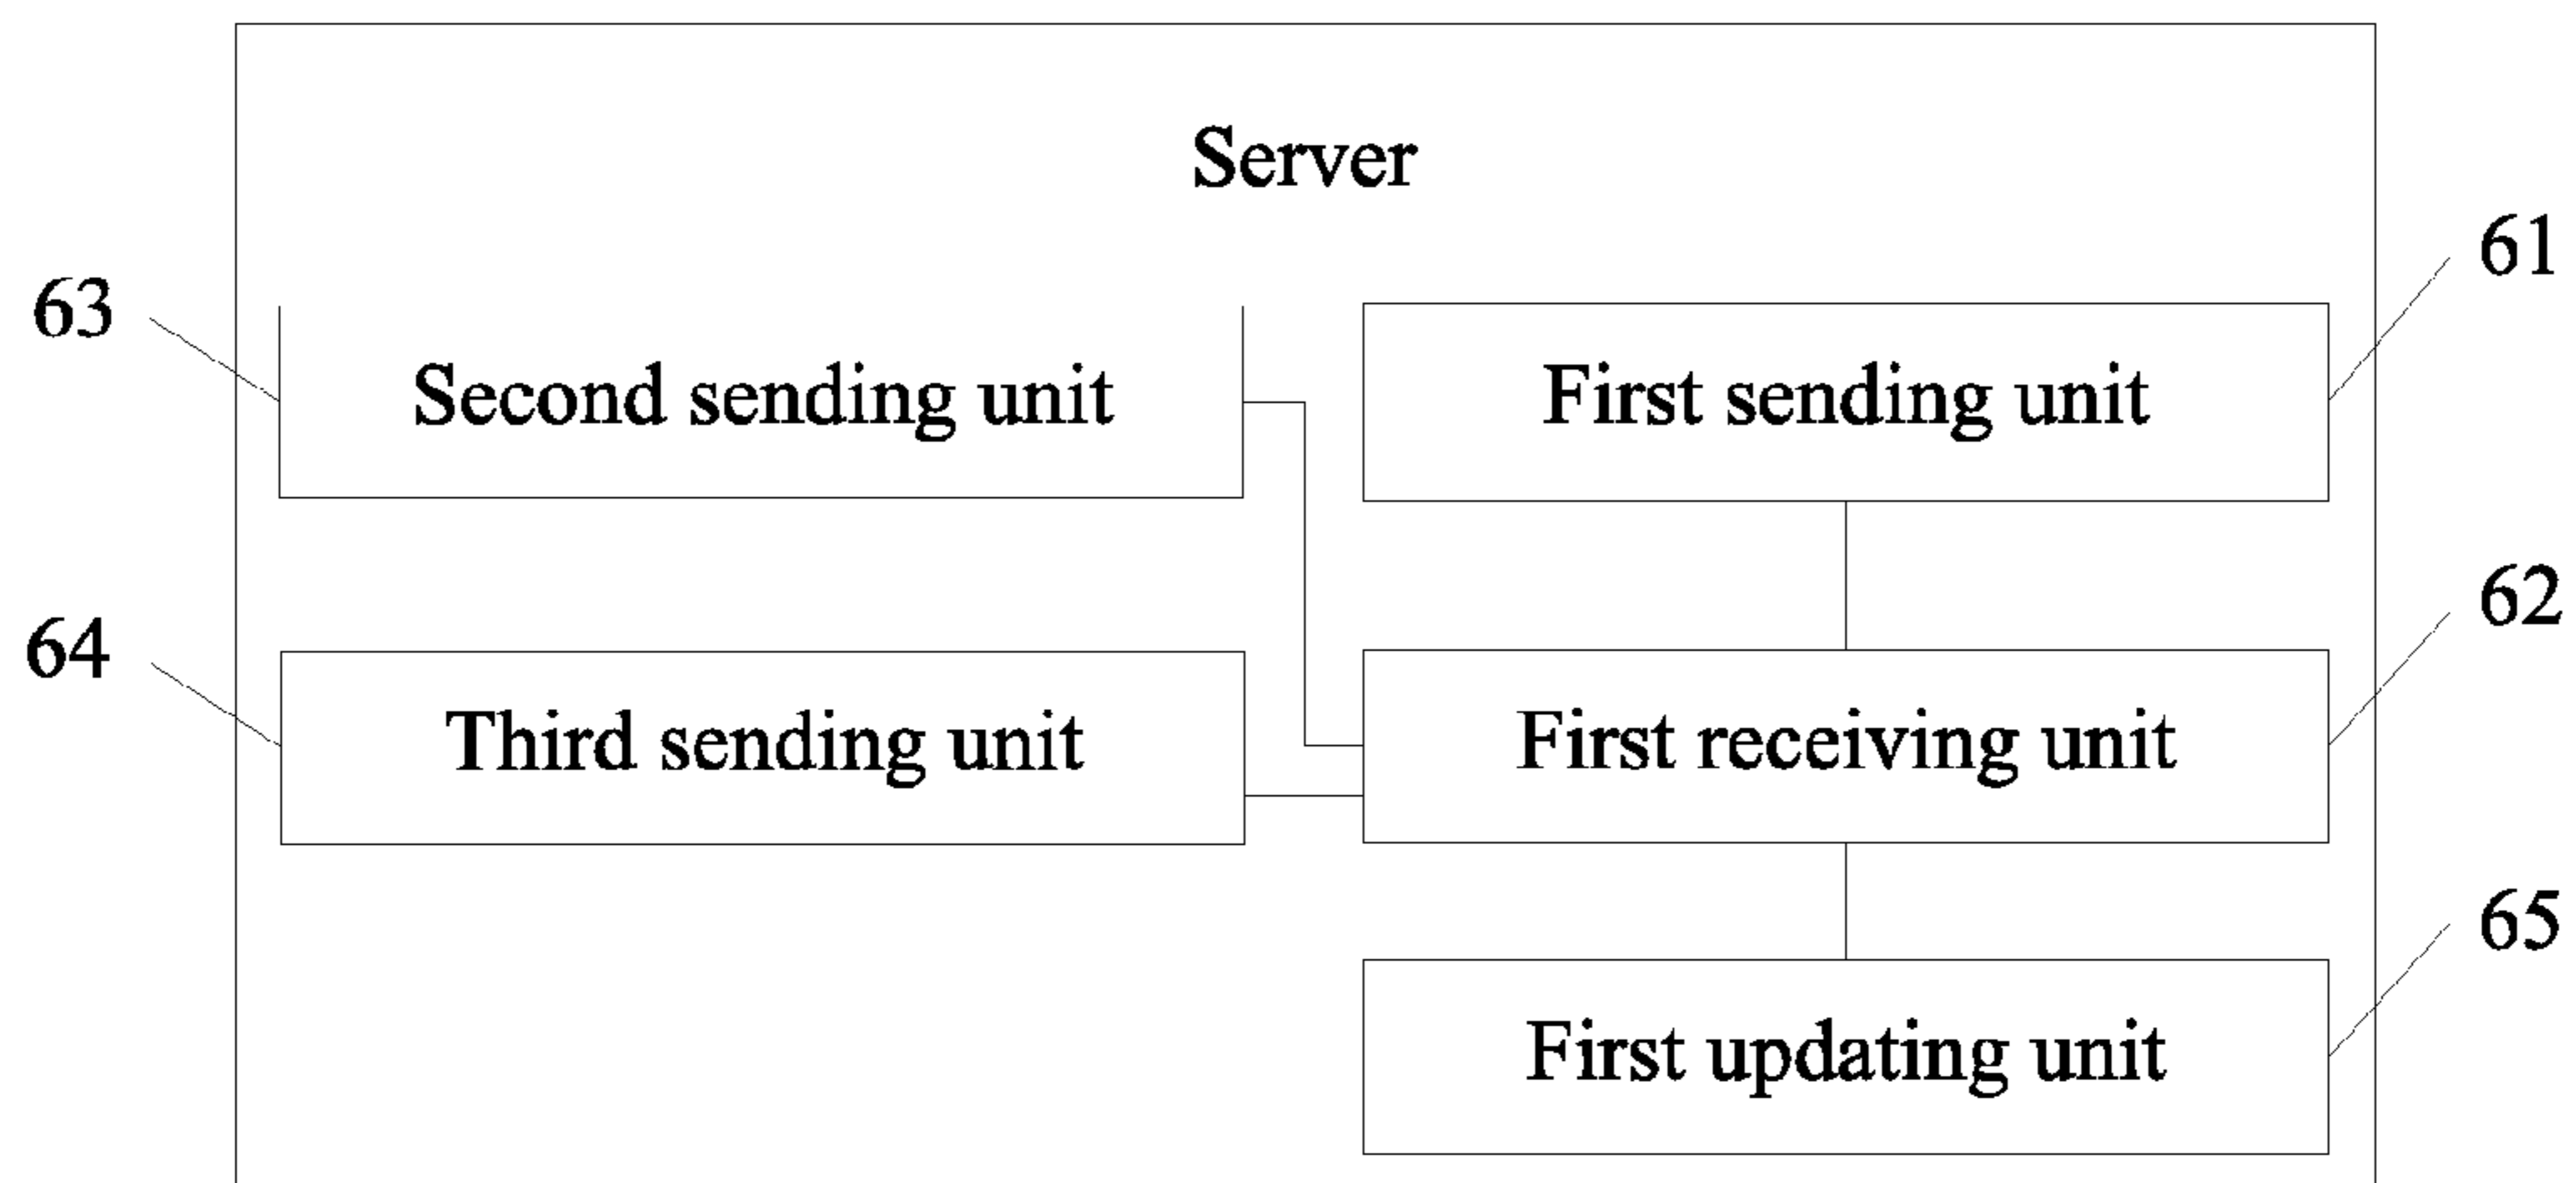 Server
61
63
Second sending unit
First sending unit
62
64
Third sending unit
First receiving unit
65
First updating unit